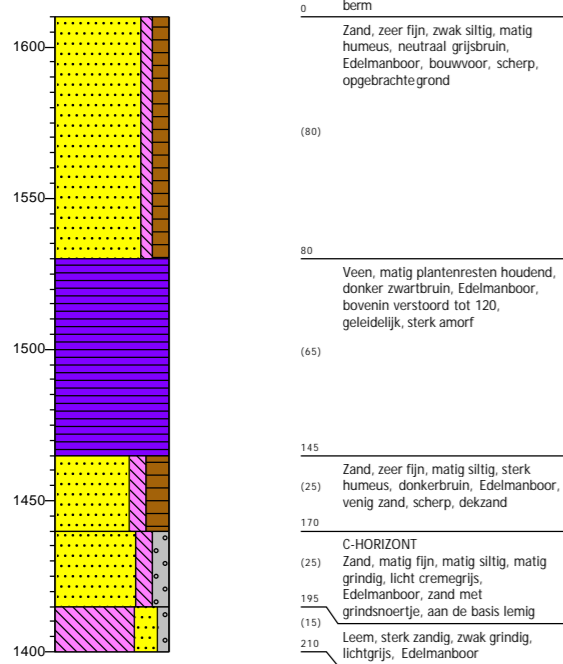 berm
0
Zand, zeer fijn, zwak siltig, matig
humeus, neutraal grijsbruin,
Edelmanboor, bouwvoor, scherp,
opgebrachte grond
1600
(80)
1550
80
Veen, matig plantenresten houdend,
donker zwartbruin, Edelmanboor,
bovenin verstoord tot 120,
geleidelijk, sterk amorf
1500
(65)
145
Zand, zeer fijn, matig siltig, sterk
humeus, donkerbruin, Edelmanboor,
venig zand, scherp, dekzand
1450
(25)
170
C-HORIZONT
Zand, matig fijn, matig siltig, matig
grindig, licht cremegrijs,
Edelmanboor, zand met
grindsnoertje, aan de basis lemig
(25)
195
(15)
Leem, sterk zandig, zwak grindig,
lichtgrijs, Edelmanboor
1400
210